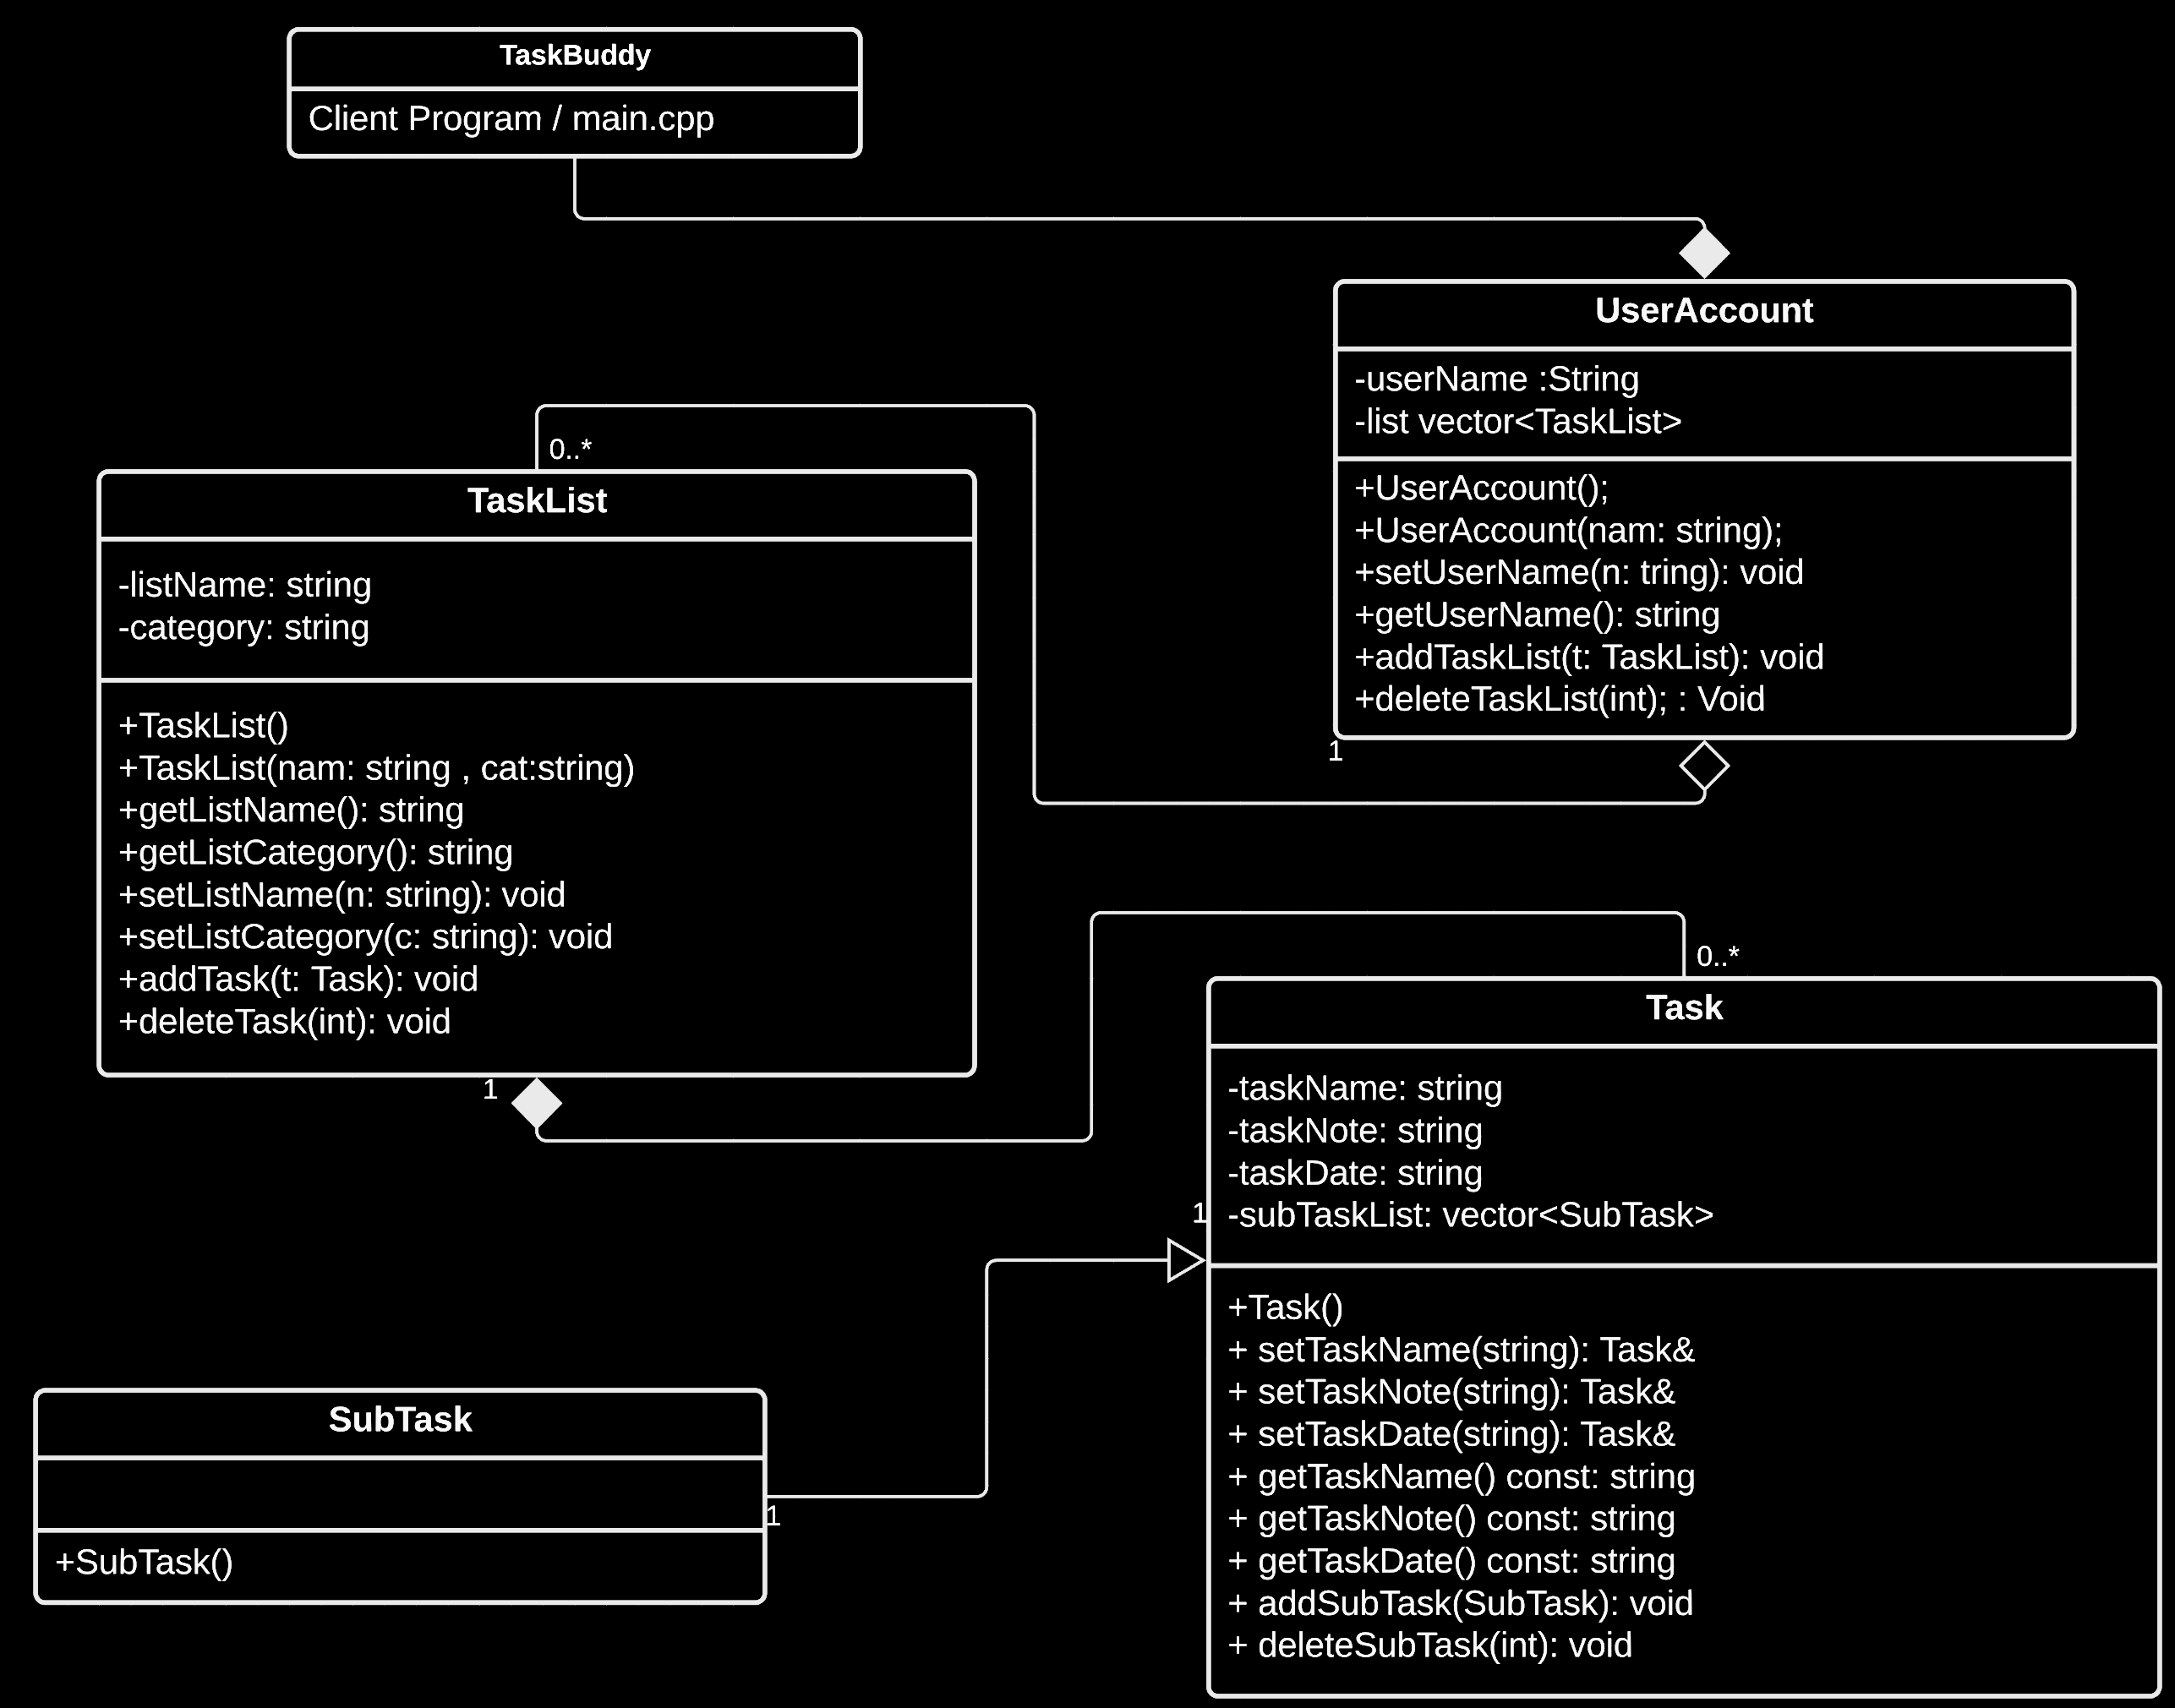 TaskBuddy
Client Program / main.cpp
UserAccount
-userName :String
-list vector<TaskList>
+UserAccount();
+UserAccount(nam: string);
+setUserName(n: tring): void
+getUserName(): string
+addTaskList(t: TaskList): void
+deleteTaskList(int); : Void
1
0..*
TaskList
-listName: string
-category: string
+TaskList()
+TaskList(nam: string , cat:string)
+getListName(): string
+getListCategory(): string
+setListName(n: string): void
+setListCategory(c: string): void
+addTask(t: Task): void
+deleteTask(int): void
1
0..*
Task
-taskName: string
-taskNote: string
-taskDate: string
-subTaskList: vector<SubTask>
1
+Task()
+ setTaskName(string): Task&
+ setTaskNote(string): Task&
+ setTaskDate(string): Task&
+ getTaskName() const: string
+ getTaskNote() const: string
+ getTaskDate() const: string
+ addSubTask(SubTask): void
+ deleteSubTask(int): void
SubTask
1
+SubTask()